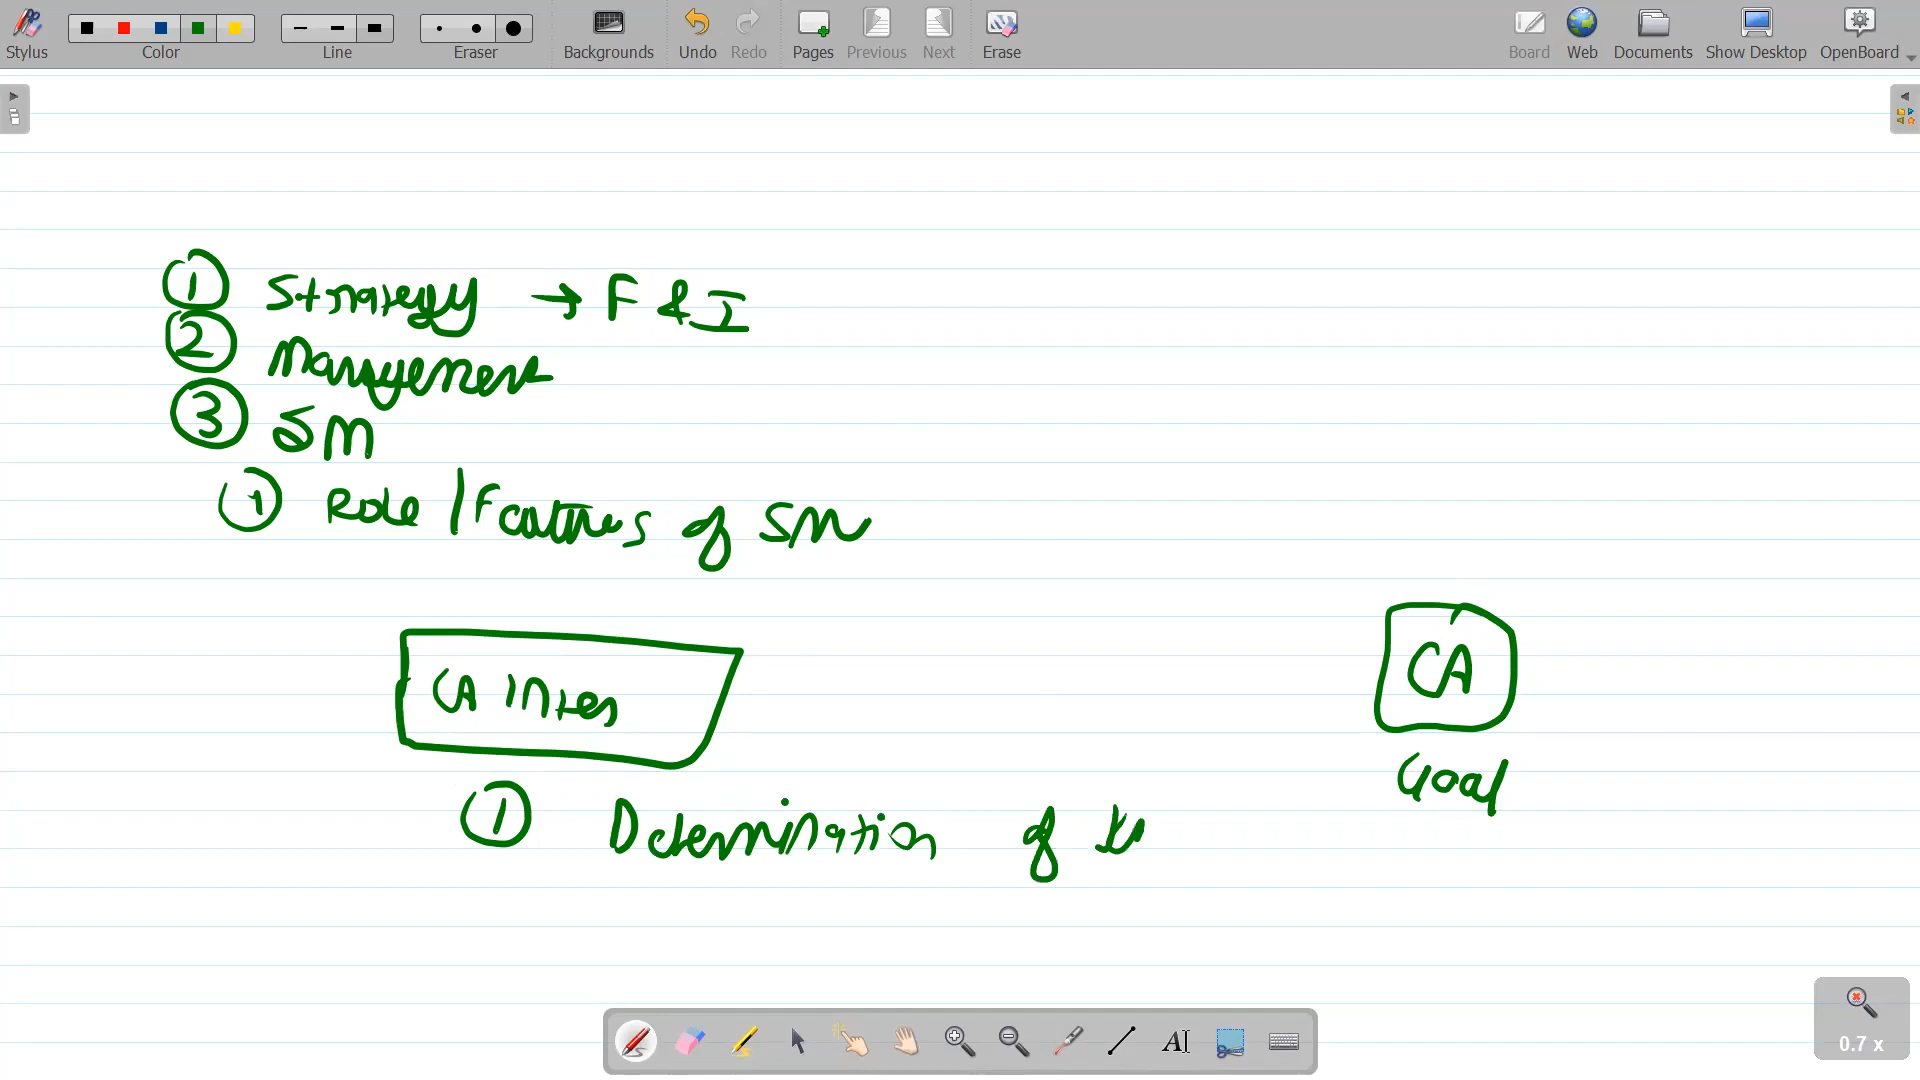 Stylus Color Line Eraser Backgrounds Undo Redo Pages Previous Next Erase Board Web Documents Show Desktop OpenBoard
① Strategy → F & I
② Management
③ SM
① Role / Features of SM
CA Inter
CA
Goal
① Determination of
0.7 x